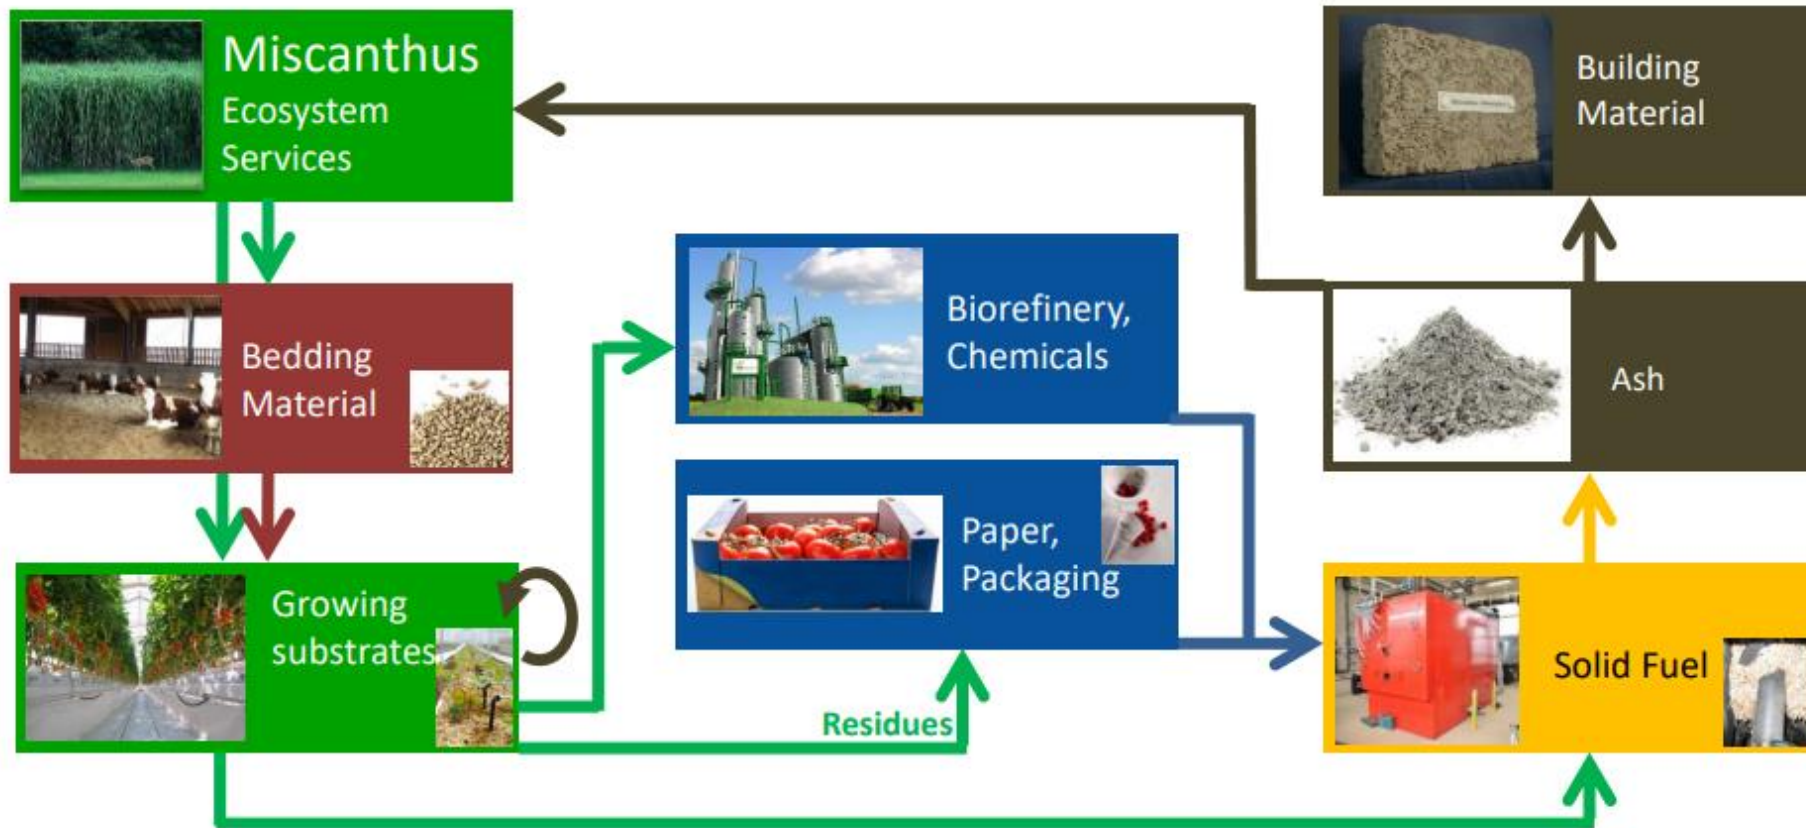 Miscanthus
Ecosystem
Services
Building
Material
Biorefinery,
Chemicals
Bedding
Material
Ash
Paper,
Packaging
Growing
substrates
Solid Fuel
Residues